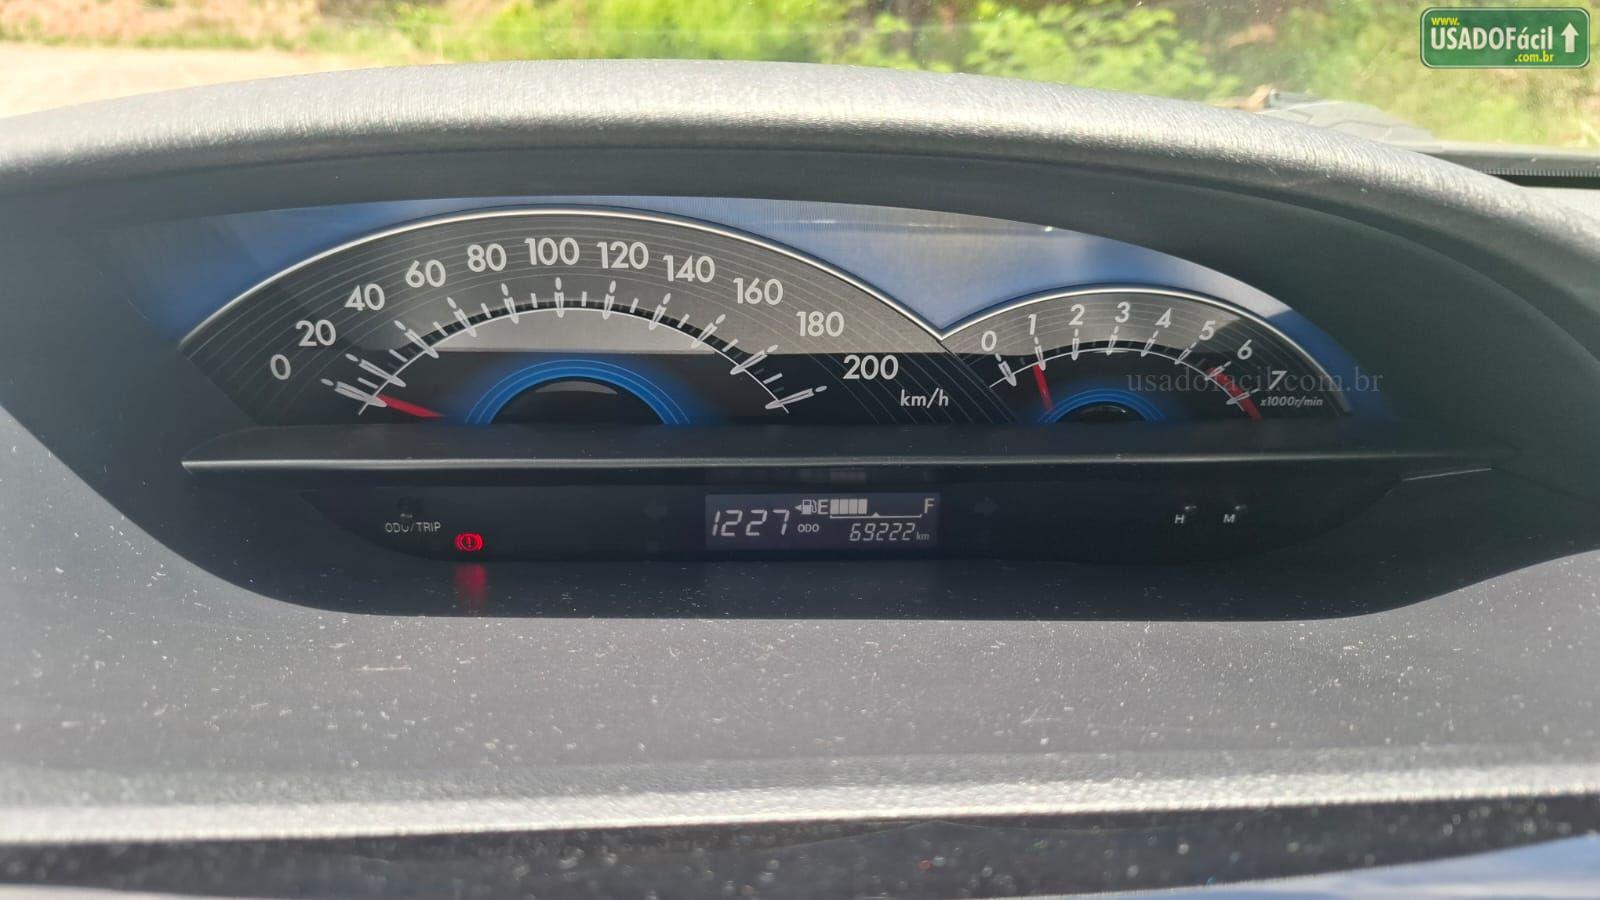 www.
USADOFácil
.com.br
0 20 40 60 80 100 120 140 160 180 200
km/h
0 1 2 3 4 5 6 7
x1000r/min
usadofacil.com.br
ODO/TRIP
1227
E F
ODO 69222 km
H M